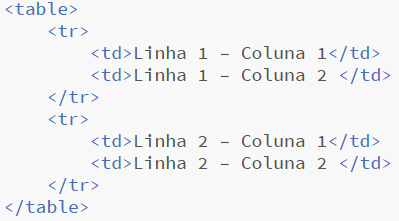 <table>
<tr>
<td>Linha 1 – Coluna 1</td>
<td>Linha 1 – Coluna 2 </td>
</tr>
<tr>
<td>Linha 2 – Coluna 1</td>
<td>Linha 2 – Coluna 2 </td>
</tr>
</table>